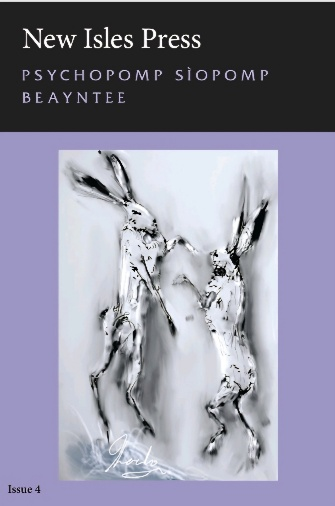 New Isles Press
PSYCHOPOMP SÌOPOMP
BEAYNTEE
Issue 4